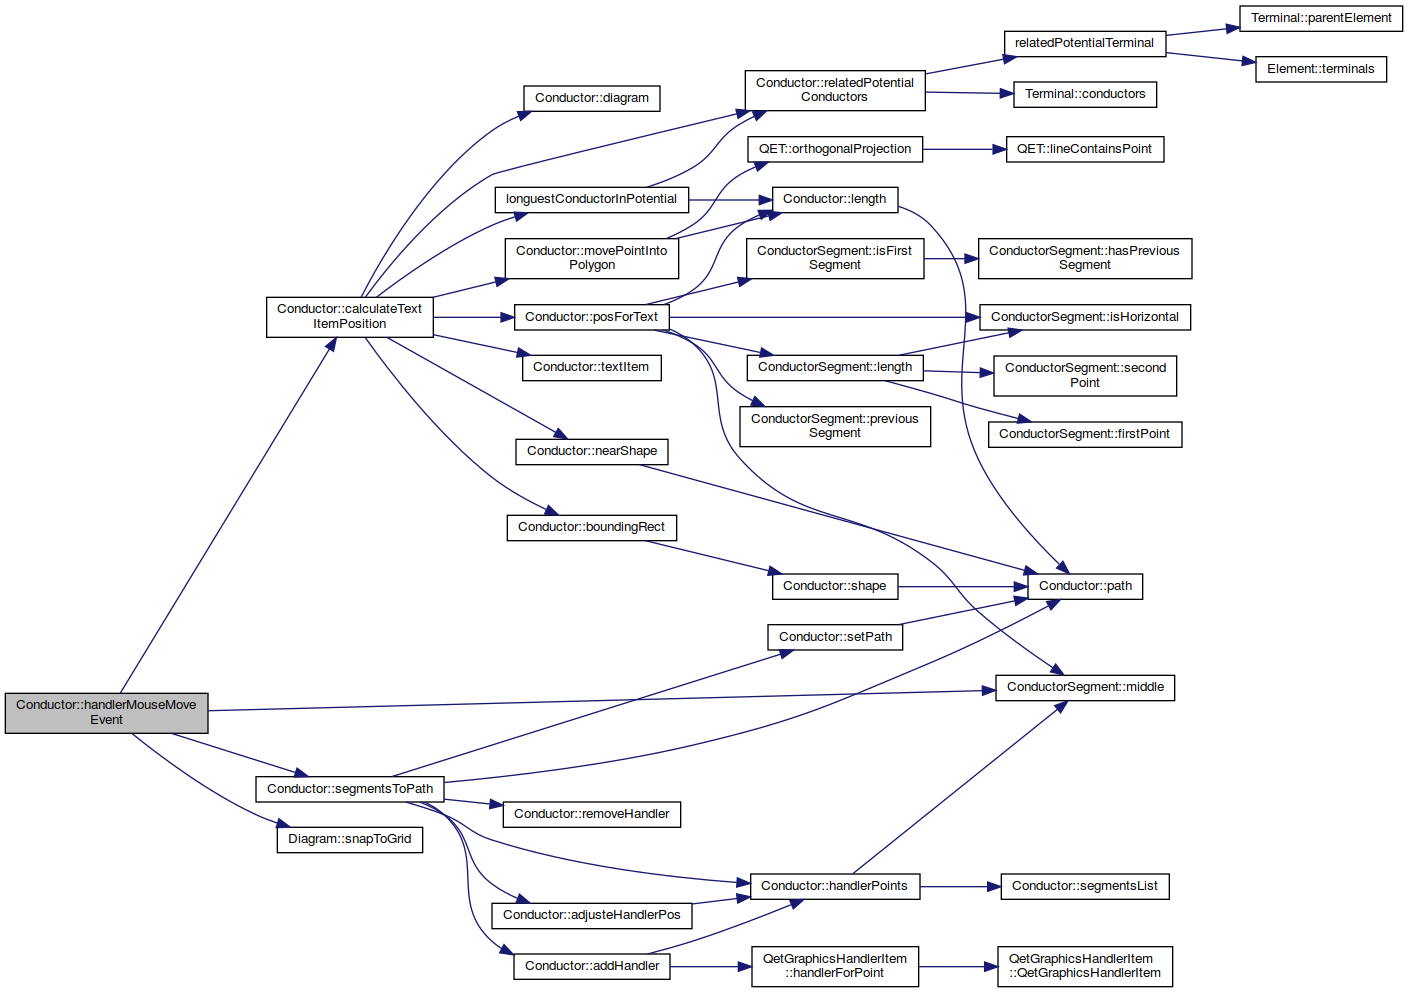 Conductor::handlerMouseMove
Event
Conductor::calculateText
ItemPosition
Conductor::segmentsToPath
Diagram::snapToGrid
Conductor::diagram
longuestConductorInPotential
Conductor::movePointInto
Polygon
Conductor::posForText
Conductor::textItem
Conductor::nearShape
Conductor::boundingRect
Conductor::removeHandler
Conductor::adjusteHandlerPos
Conductor::addHandler
Conductor::relatedPotential
Conductors
QET::orthogonalProjection
Conductor::length
ConductorSegment::isFirst
Segment
ConductorSegment::length
ConductorSegment::previous
Segment
Conductor::shape
Conductor::setPath
Conductor::handlerPoints
QetGraphicsHandlerItem
::handlerForPoint
relatedPotentialTerminal
Terminal::conductors
QET::lineContainsPoint
ConductorSegment::hasPrevious
Segment
ConductorSegment::isHorizontal
ConductorSegment::second
Point
ConductorSegment::firstPoint
Conductor::path
ConductorSegment::middle
Conductor::segmentsList
QetGraphicsHandlerItem
::QetGraphicsHandlerItem
Terminal::parentElement
Element::terminals